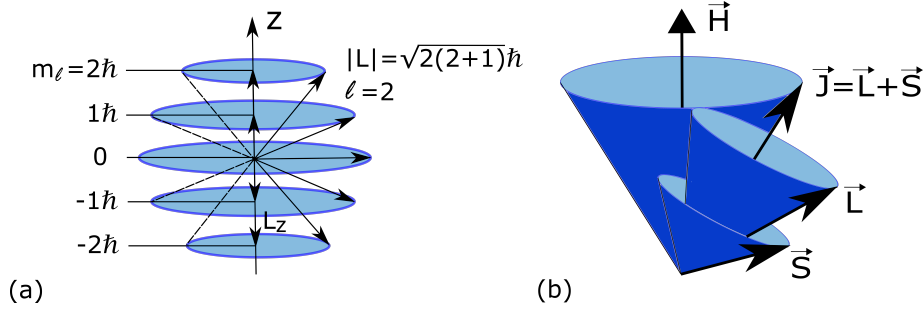 z
mℓ=2ħ
|L|=√2(2+1)ħ
ℓ=2
1ħ
0
-1ħ
Lz
-2ħ
(a)
H⃗
J⃗=L⃗+S⃗
L⃗
S⃗
(b)